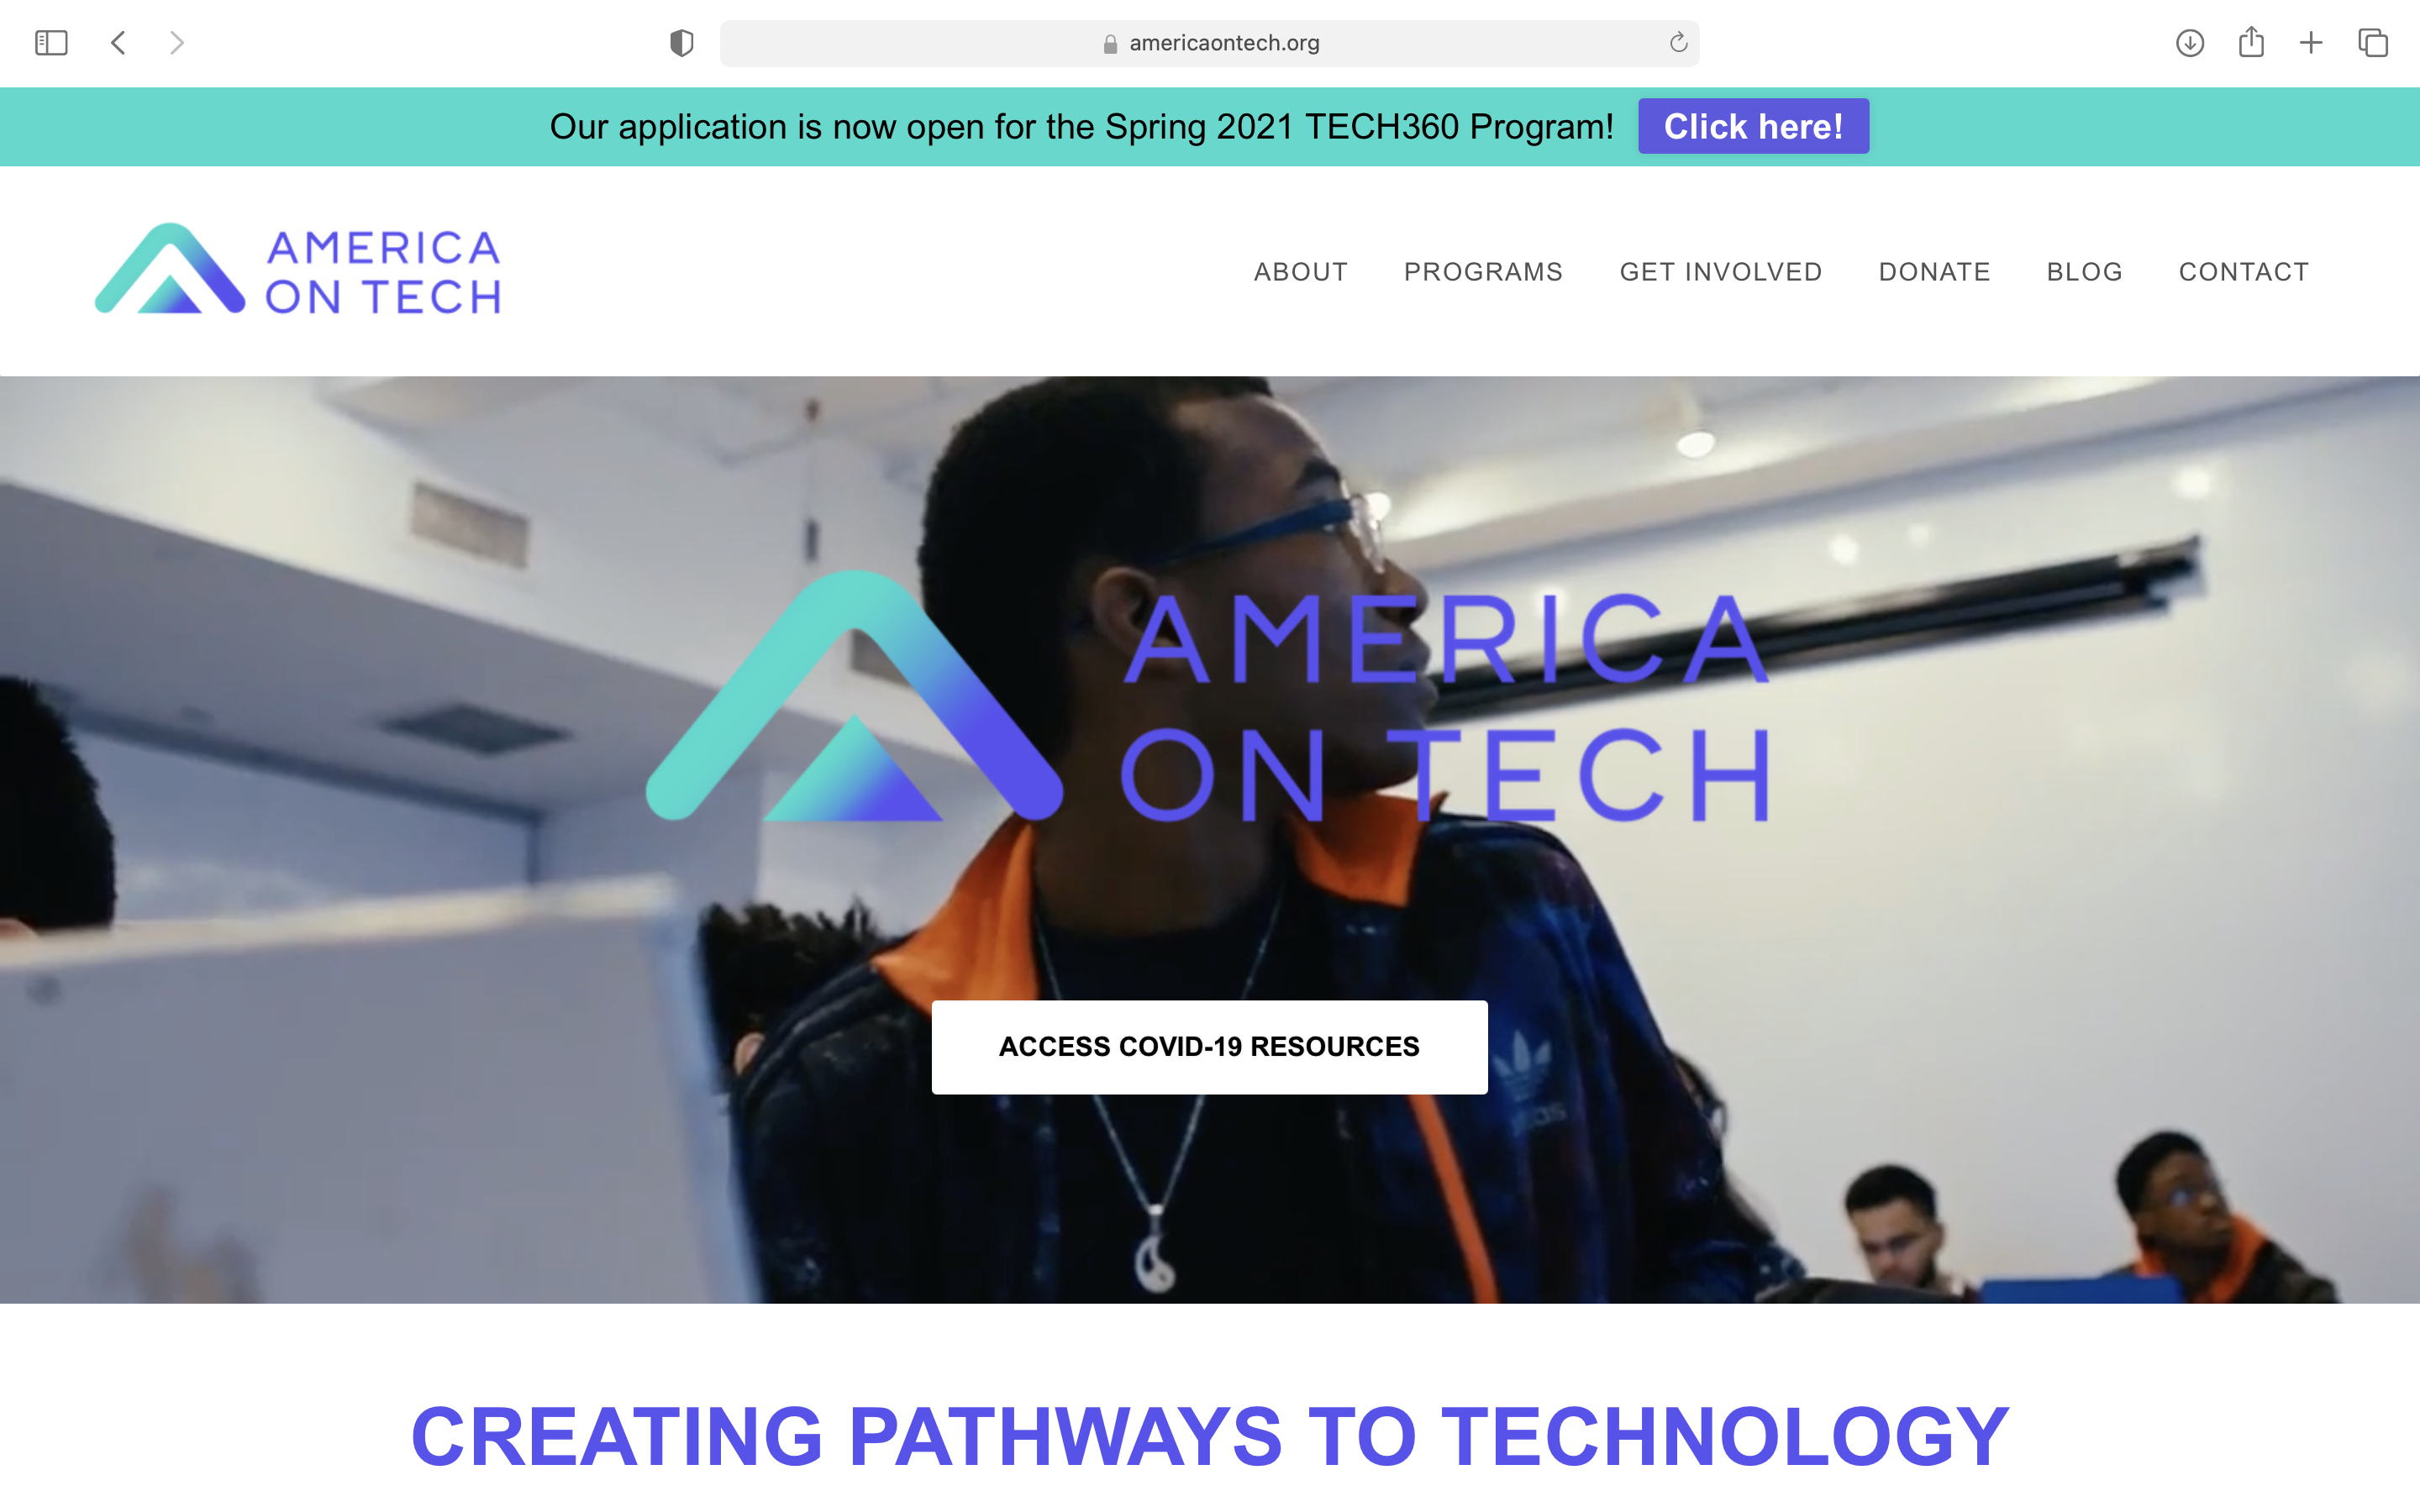 americaontech.org
Our application is now open for the Spring 2021 TECH360 Program! Click here!
AMERICA
ON TECH
ABOUT PROGRAMS GET INVOLVED DONATE BLOG CONTACT
AMERICA
ON TECH
ACCESS COVID-19 RESOURCES
CREATING PATHWAYS TO TECHNOLOGY